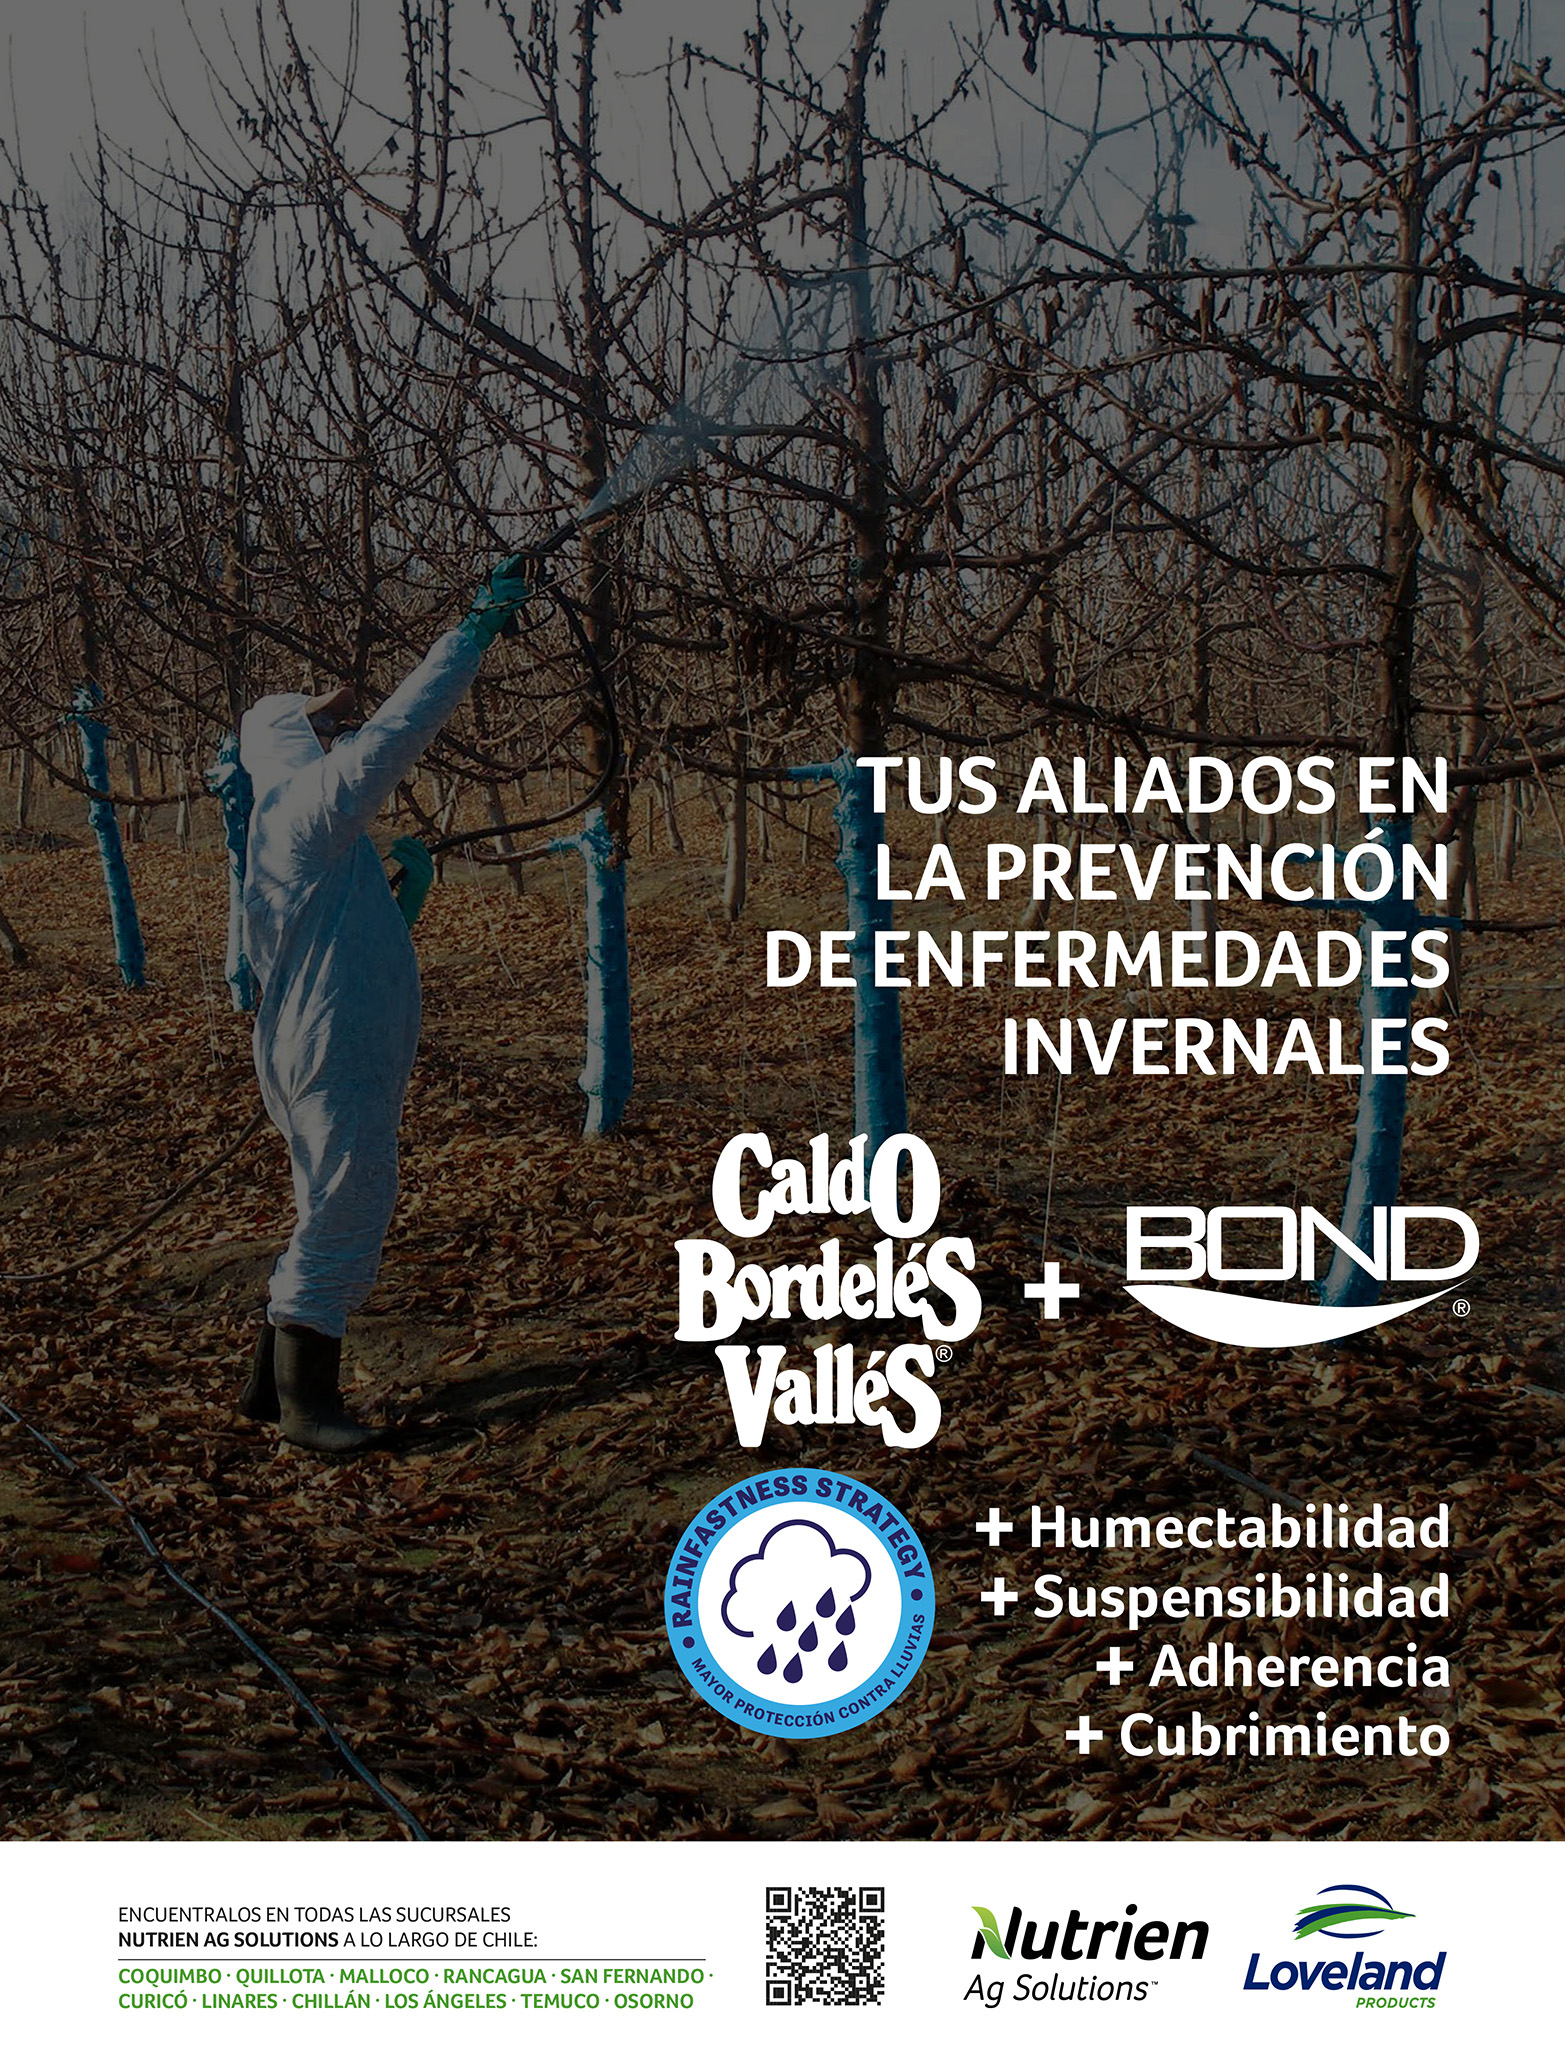 TUS ALIADOS EN
LA PREVENCIÓN
DE ENFERMEDADES
INVERNALES
Caldo
Bordelés
Vallés®
+
BOND®
• RAINFASTNESS STRATEGY •
MAYOR PROTECCIÓN CONTRA LLUVIAS
+ Humectabilidad
+ Suspensibilidad
+ Adherencia
+ Cubrimiento
ENCUENTRALOS EN TODAS LAS SUCURSALES
NUTRIEN AG SOLUTIONS A LO LARGO DE CHILE:
COQUIMBO · QUILLOTA · MALLOCO · RANCAGUA · SAN FERNANDO ·
CURICÓ · LINARES · CHILLÁN · LOS ÁNGELES · TEMUCO · OSORNO
Nutrien
Ag Solutions™
Loveland
PRODUCTS